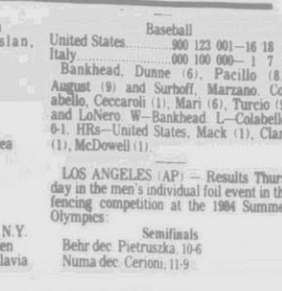 slan,
ea
N.Y.
en
lavia
Baseball
United States..........900 123 001—16 18
Italy.......................000 100 000— 1 7
Bankhead, Dunne (6), Pacillo (8
August (9) and Surhoff, Marzano. Co
abello, Ceccaroli (1), Mari (6), Turcio (9
and LoNero. W—Bankhead. L—Colabell
0-1. HRs—United States, Mack (1), Clar
(1), McDowell (1).
LOS ANGELES (AP) — Results Thurs
day in the men's individual foil event in th
fencing competition at the 1984 Summe
Olympics:
Semifinals
Behr dec. Pietruszka, 10-6
Numa dec. Cerioni, 11-9